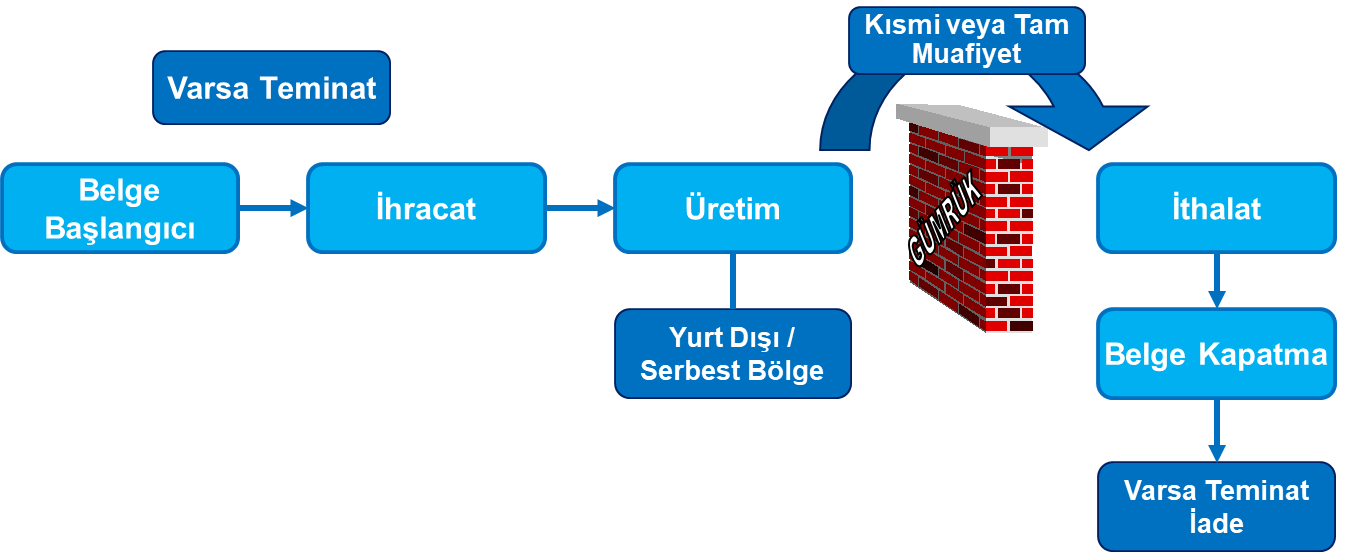 Kısmi veya Tam
Muafiyet
Varsa Teminat
Belge
Başlangıcı
İhracat
Üretim
GÜMRÜK
İthalat
Yurt Dışı /
Serbest Bölge
Belge Kapatma
Varsa Teminat
İade